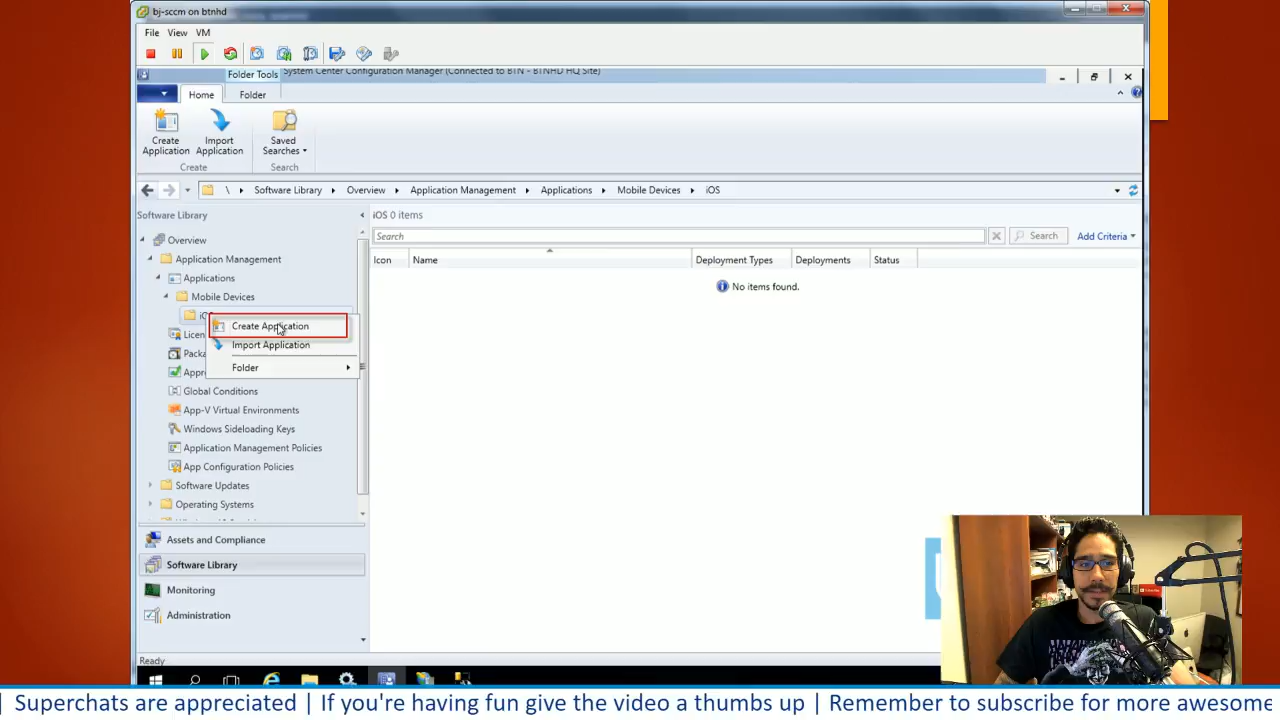 bj-sccm on btnhd
File View VM
Folder Tools System Center Configuration Manager (Connected to BTN - BTNHD HQ Site)
Home Folder
Create Application
Import Application
Saved Searches
Create Search
\ Software Library Overview Application Management Applications Mobile Devices iOS
Software Library
iOS 0 items
Search
Search
Add Criteria
Icon Name Deployment Types Deployments Status
No items found.
Overview
Application Management
Applications
Mobile Devices
Create Application
Import Application
Folder
Global Conditions
App-V Virtual Environments
Windows Sideloading Keys
Application Management Policies
App Configuration Policies
Software Updates
Operating Systems
Assets and Compliance
Software Library
Monitoring
Administration
Ready
| Superchats are appreciated | If you're having fun give the video a thumbs up | Remember to subscribe for more awesome